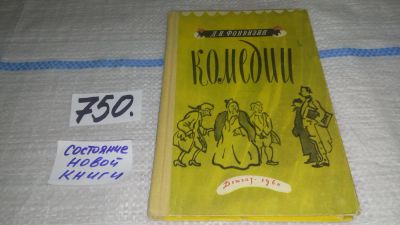 Д. И. ФОНВИЗИН
Комедии
Детгиз · 1960
750.
СОСТОЯНИЕ
НОВОЙ
КНИГИ